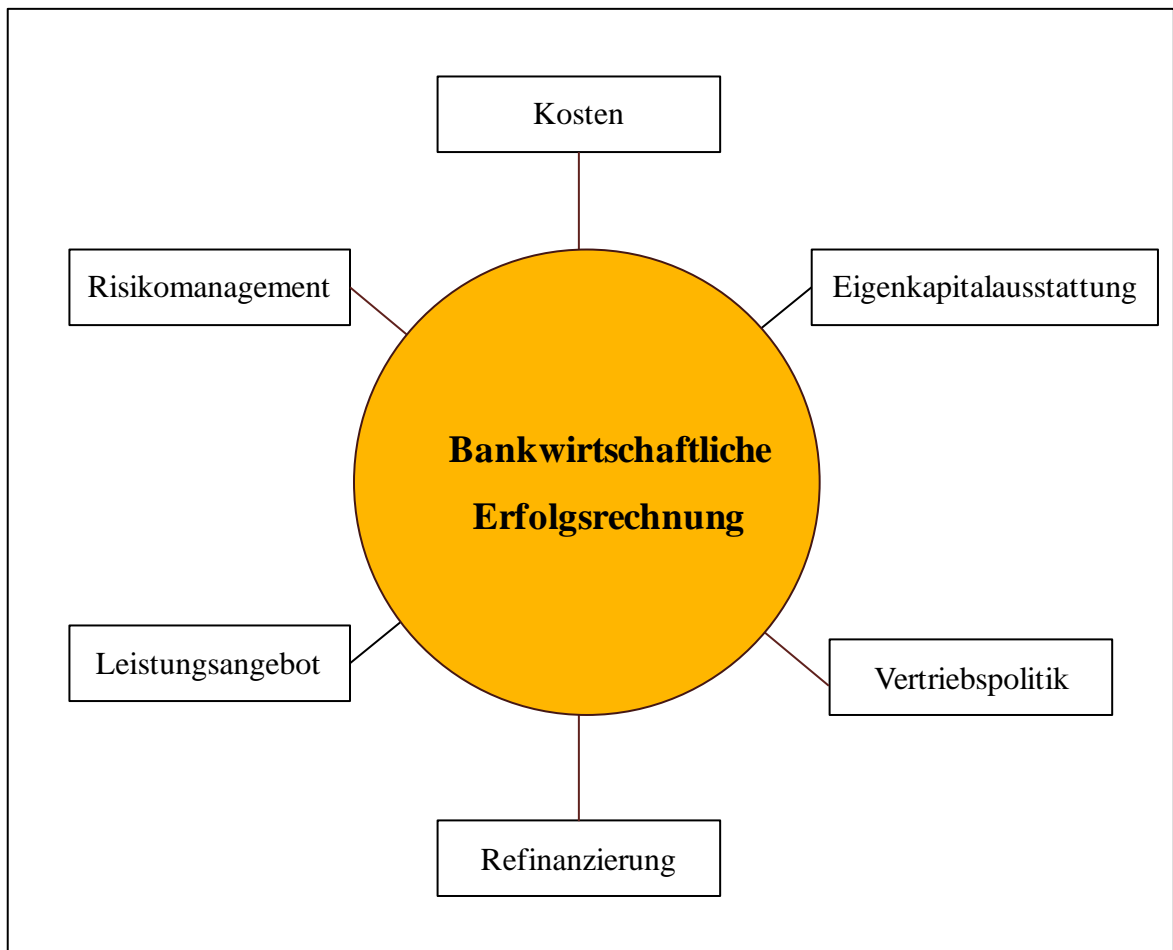 Kosten
Risikomanagement
Eigenkapitalausstattung
Bankwirtschaftliche
Erfolgsrechnung
Leistungsangebot
Vertriebspolitik
Refinanzierung